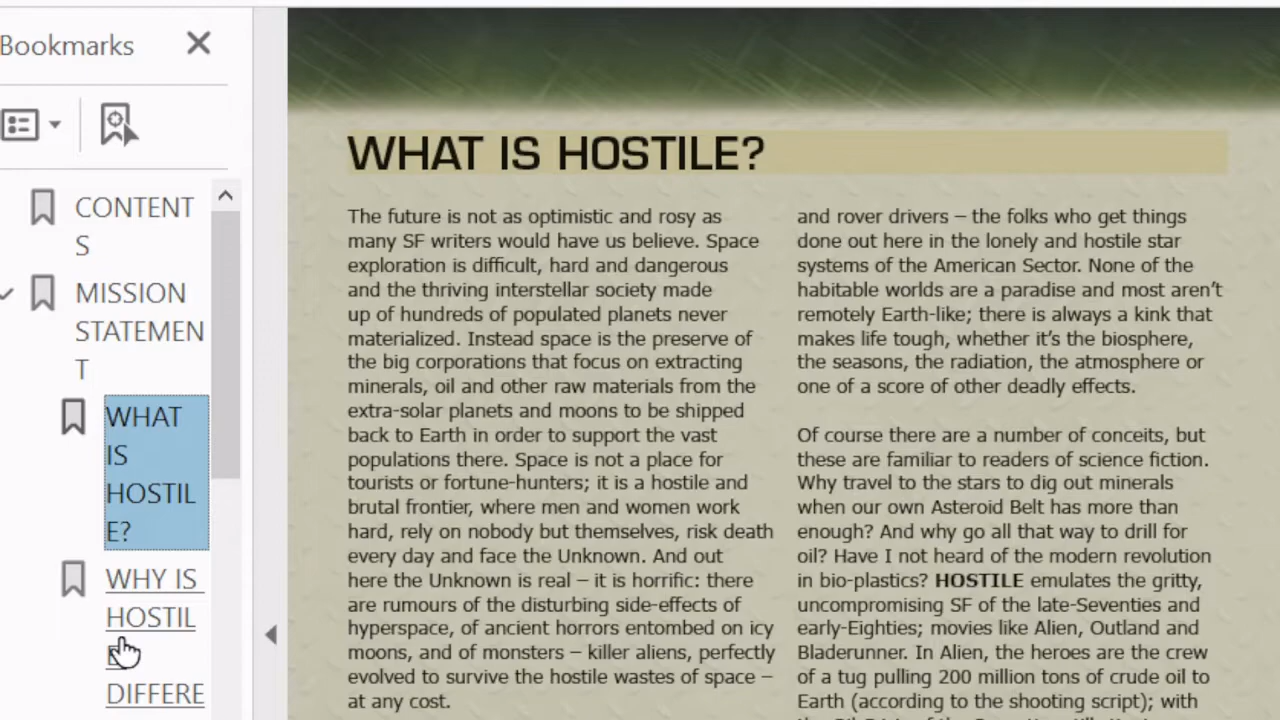 Bookmarks
CONTENT
S
MISSION
STATEMEN
T
WHAT
IS
HOSTIL
E?
WHY IS
HOSTIL
DIFFERE
WHAT IS HOSTILE?
The future is not as optimistic and rosy as
many SF writers would have us believe. Space
exploration is difficult, hard and dangerous
and the thriving interstellar society made
up of hundreds of populated planets never
materialized. Instead space is the preserve of
the big corporations that focus on extracting
minerals, oil and other raw materials from the
extra-solar planets and moons to be shipped
back to Earth in order to support the vast
populations there. Space is not a place for
tourists or fortune-hunters; it is a hostile and
brutal frontier, where men and women work
hard, rely on nobody but themselves, risk death
every day and face the Unknown. And out
here the Unknown is real – it is horrific: there
are rumours of the disturbing side-effects of
hyperspace, of ancient horrors entombed on icy
moons, and of monsters – killer aliens, perfectly
evolved to survive the hostile wastes of space –
at any cost.
and rover drivers – the folks who get things
done out here in the lonely and hostile star
systems of the American Sector. None of the
habitable worlds are a paradise and most aren't
remotely Earth-like; there is always a kink that
makes life tough, whether it's the biosphere,
the seasons, the radiation, the atmosphere or
one of a score of other deadly effects.
Of course there are a number of conceits, but
these are familiar to readers of science fiction.
Why travel to the stars to dig out minerals
when our own Asteroid Belt has more than
enough? And why go all that way to drill for
oil? Have I not heard of the modern revolution
in bio-plastics? HOSTILE emulates the gritty,
uncompromising SF of the late-Seventies and
early-Eighties; movies like Alien, Outland and
Bladerunner. In Alien, the heroes are the crew
of a tug pulling 200 million tons of crude oil to
Earth (according to the shooting script); with